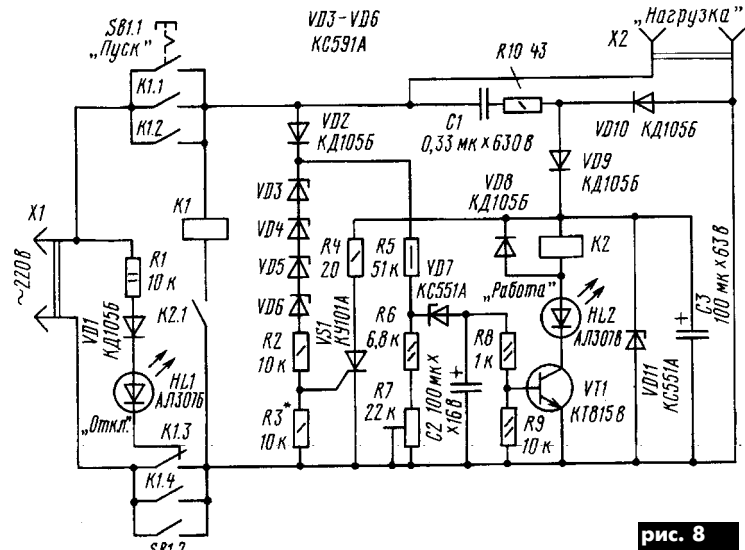 SB1.1
„Пуск"
K1.1
K1.2
VD3-VD6
КС591А
„Нагрузка"
X2
R10 43
C1
0,33 мк × 630 В
VD10 КД105Б
VD2
КД105Б
VD9
КД105Б
VD8
КД105Б
X1
~220В
K1
R1
10 к
VD1
КД105Б
K2.1
HL1
АЛ307Б
„Откл."
K1.3
K1.4
SB1.2
VD3
VD4
VD5
VD6
R2
10 к
R3*
10 к
R4
20
VS1
КУ101А
R5
51 к
R6
6,8 к
R7
22 к
VD7
КС551А
C2 100 мк ×
×16 В
R8
1 к
R9
10 к
„Работа"
K2
HL2
АЛ307В
VT1
КТ815В
VD11
КС551А
C3
100 мк × 63 В
рис. 8